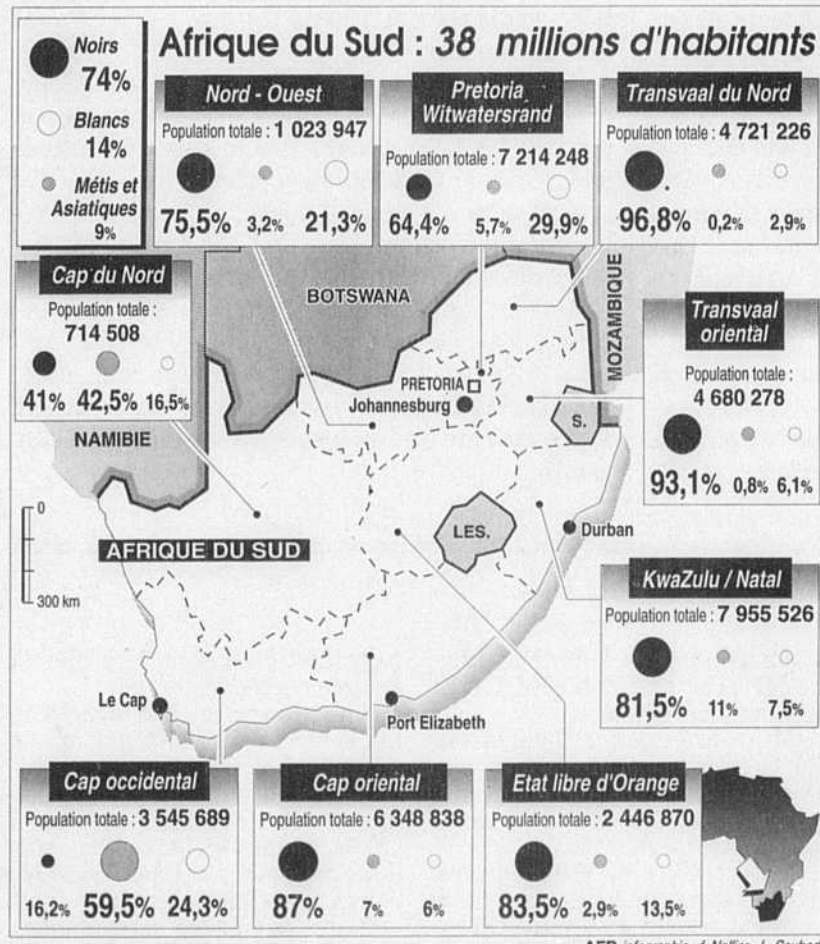 Afrique du Sud : 38 millions d'habitants
Noirs
74%
Blancs
14%
Métis et
Asiatiques
9%
Nord - Ouest
Population totale : 1 023 947
75,5% 3,2% 21,3%
Pretoria
Witwatersrand
Population totale : 7 214 248
64,4% 5,7% 29,9%
Transvaal du Nord
Population totale : 4 721 226
96,8% 0,2% 2,9%
Cap du Nord
Population totale :
714 508
41% 42,5% 16,5%
BOTSWANA
MOZAMBIQUE
Transvaal
oriental
Population totale :
4 680 278
93,1% 0,8% 6,1%
PRETORIA
Johannesburg
S.
NAMIBIE
0
300 km
AFRIQUE DU SUD
LES.
Durban
KwaZulu / Natal
Population totale : 7 955 526
81,5% 11% 7,5%
Le Cap
Port Elizabeth
Cap occidental
Population totale : 3 545 689
16,2% 59,5% 24,3%
Cap oriental
Population totale : 6 348 838
87% 7% 6%
Etat libre d'Orange
Population totale : 2 446 870
83,5% 2,9% 13,5%
AFP infographie